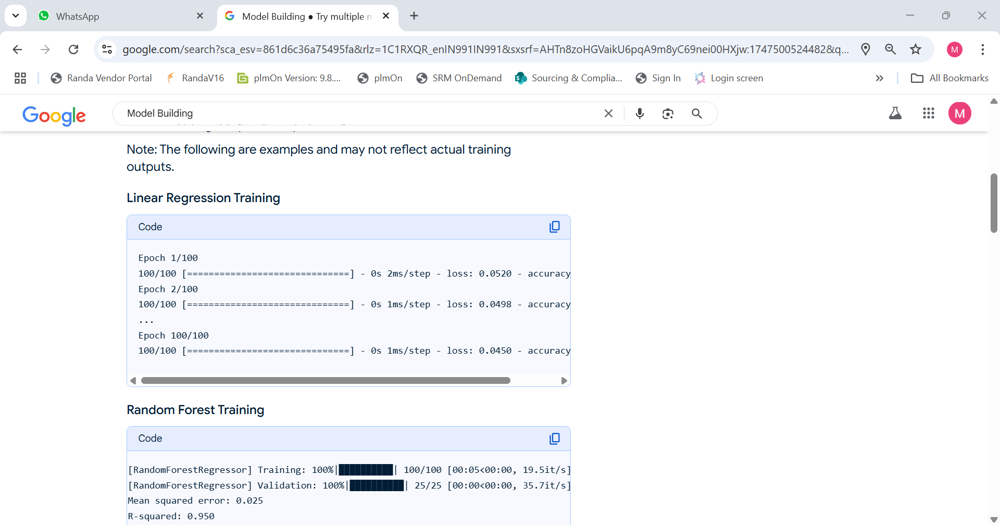 WhatsApp
Model Building ● Try multiple m
google.com/search?sca_esv=861d6c36a75495fa&rlz=1C1RXQR_enIN991IN991&sxsrf=AHTn8zoHGVaikU6pqA9m8yC69nei00HXjw:1747500524482&q...
Randa Vendor Portal
RandaV16
plmOn Version: 9.8....
plmOn
SRM OnDemand
Sourcing & Complia...
Sign In
Login screen
All Bookmarks
Google
Model Building
M
M
Note: The following are examples and may not reflect actual training
outputs.
Linear Regression Training
Code
Epoch 1/100
100/100 [==============================] - 0s 2ms/step - loss: 0.0520 - accuracy
Epoch 2/100
100/100 [==============================] - 0s 1ms/step - loss: 0.0498 - accuracy
...
Epoch 100/100
100/100 [==============================] - 0s 1ms/step - loss: 0.0450 - accuracy
Random Forest Training
Code
[RandomForestRegressor] Training: 100%|██████████| 100/100 [00:05<00:00, 19.5it/s]
[RandomForestRegressor] Validation: 100%|██████████| 25/25 [00:00<00:00, 35.7it/s]
Mean squared error: 0.025
R-squared: 0.950